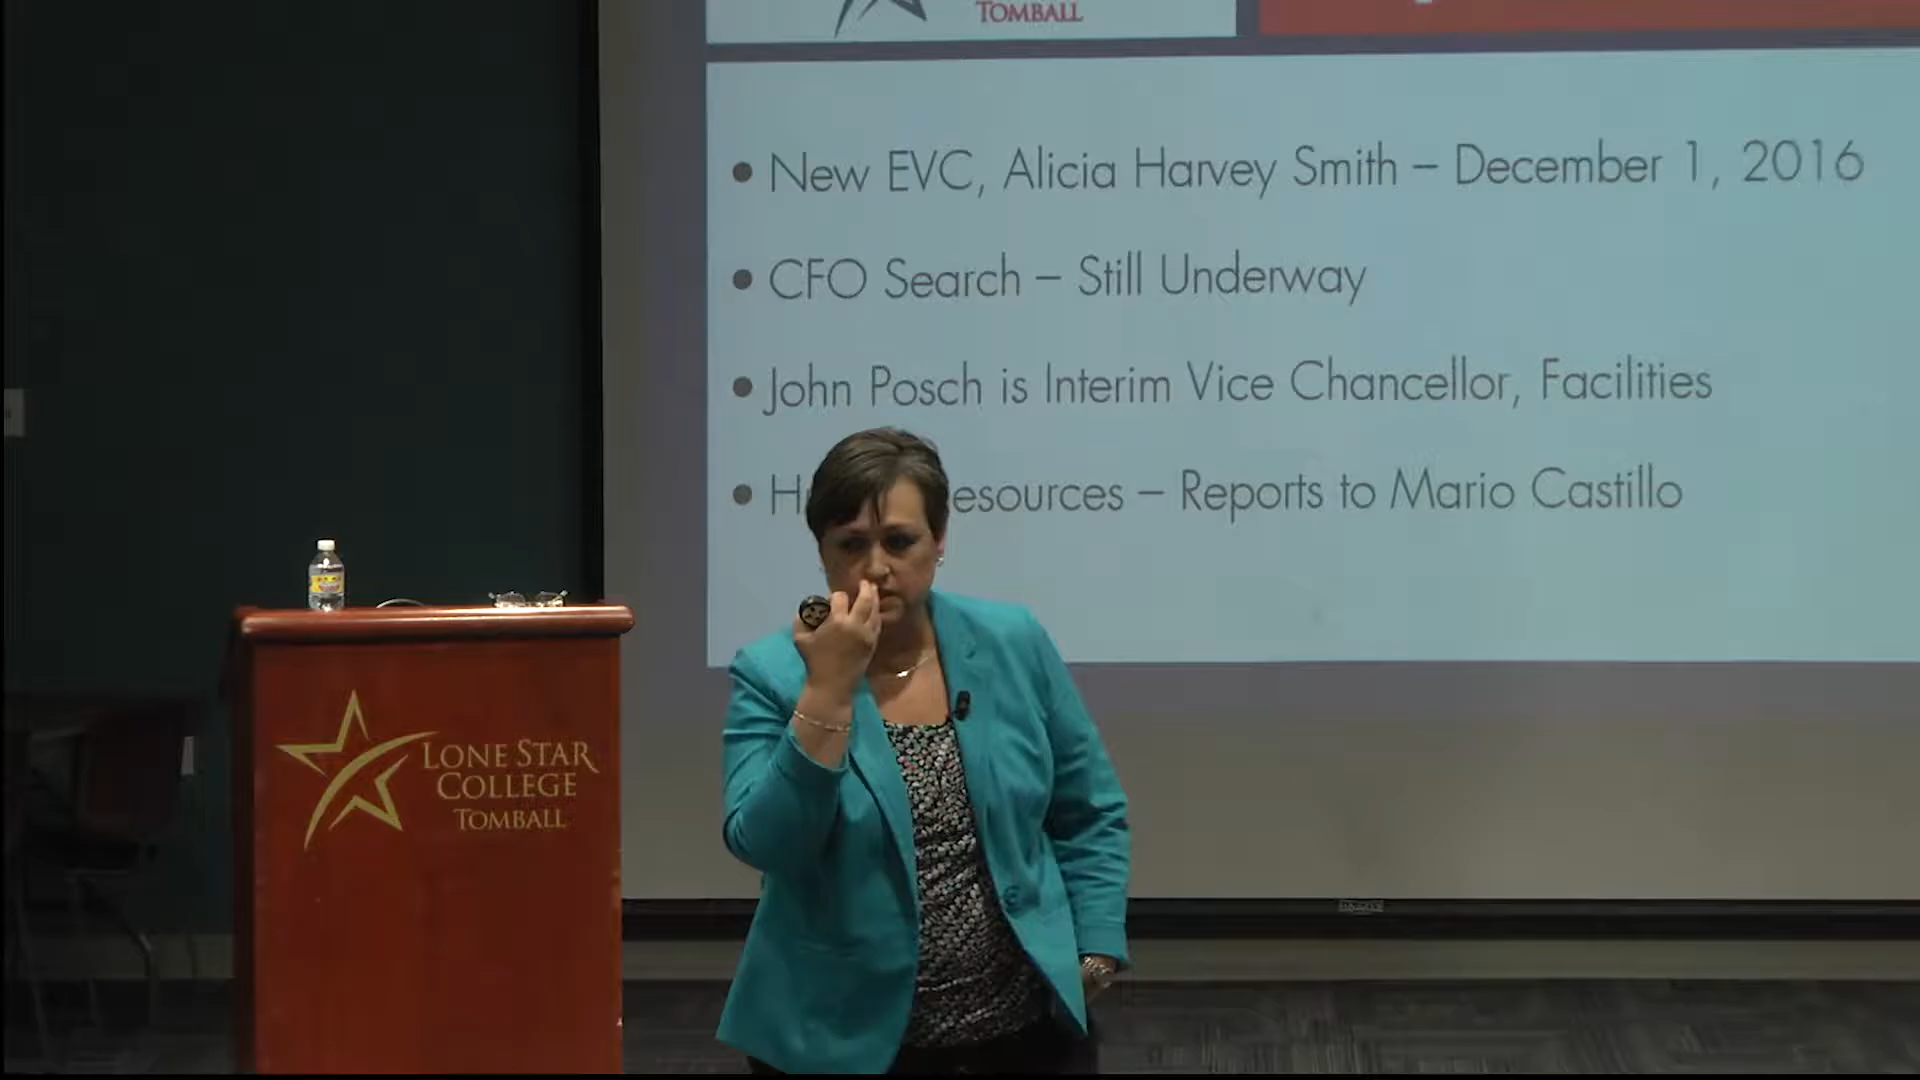 TOMBALL
• New EVC, Alicia Harvey Smith – December 1, 2016
• CFO Search – Still Underway
• John Posch is Interim Vice Chancellor, Facilities
• H esources – Reports to Mario Castillo
LONE STAR
COLLEGE
TOMBALL